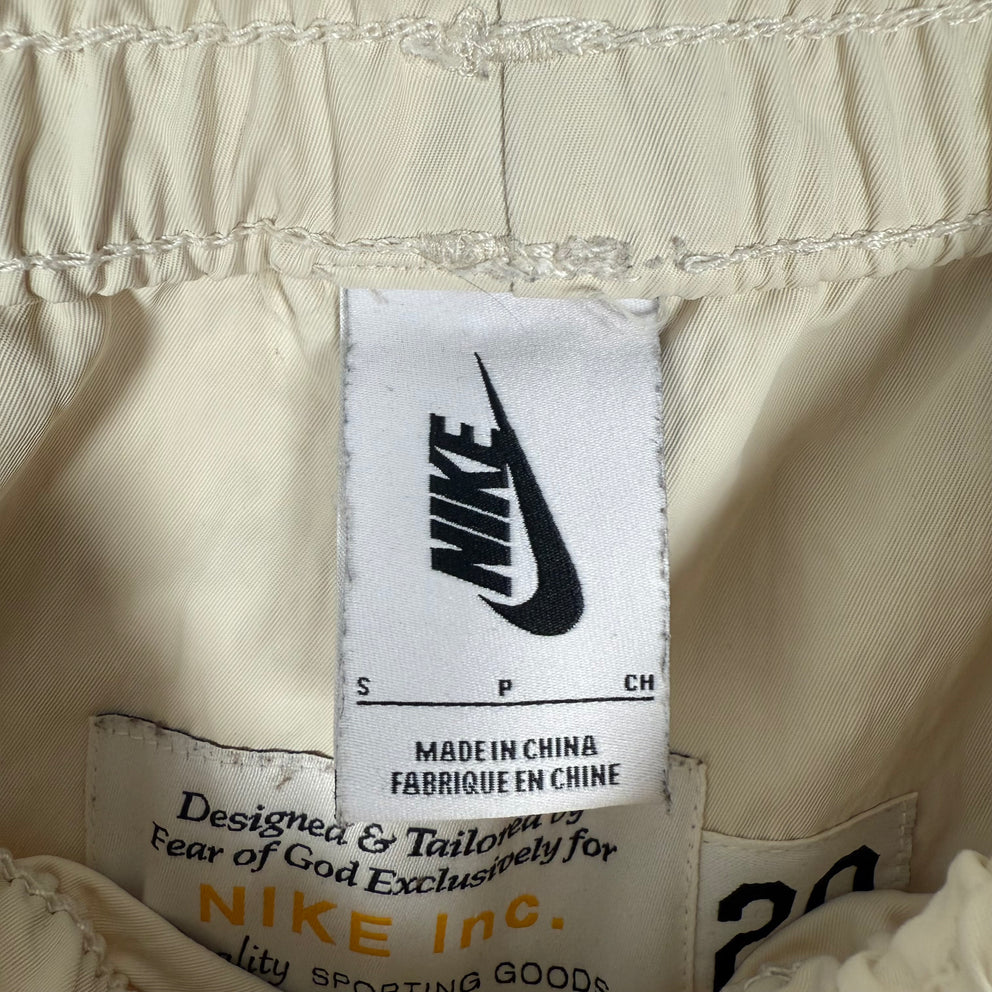 NIKE
S P CH
MADE IN CHINA
FABRIQUE EN CHINE
Designed & Tailored by
Fear of God Exclusively for
NIKE Inc.
SPORTING GOODS
20